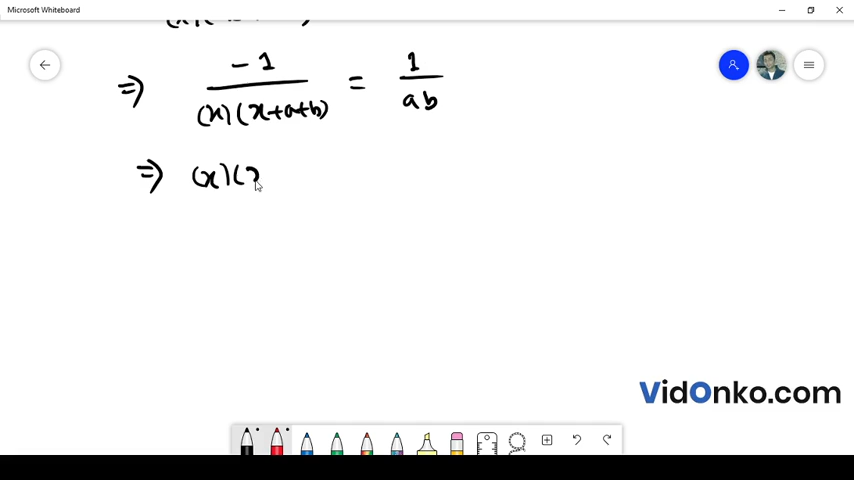 Microsoft Whiteboard
⇒ -1 / (x)(x+a+b) = 1 / ab
⇒ (x)(
VidOnko.com